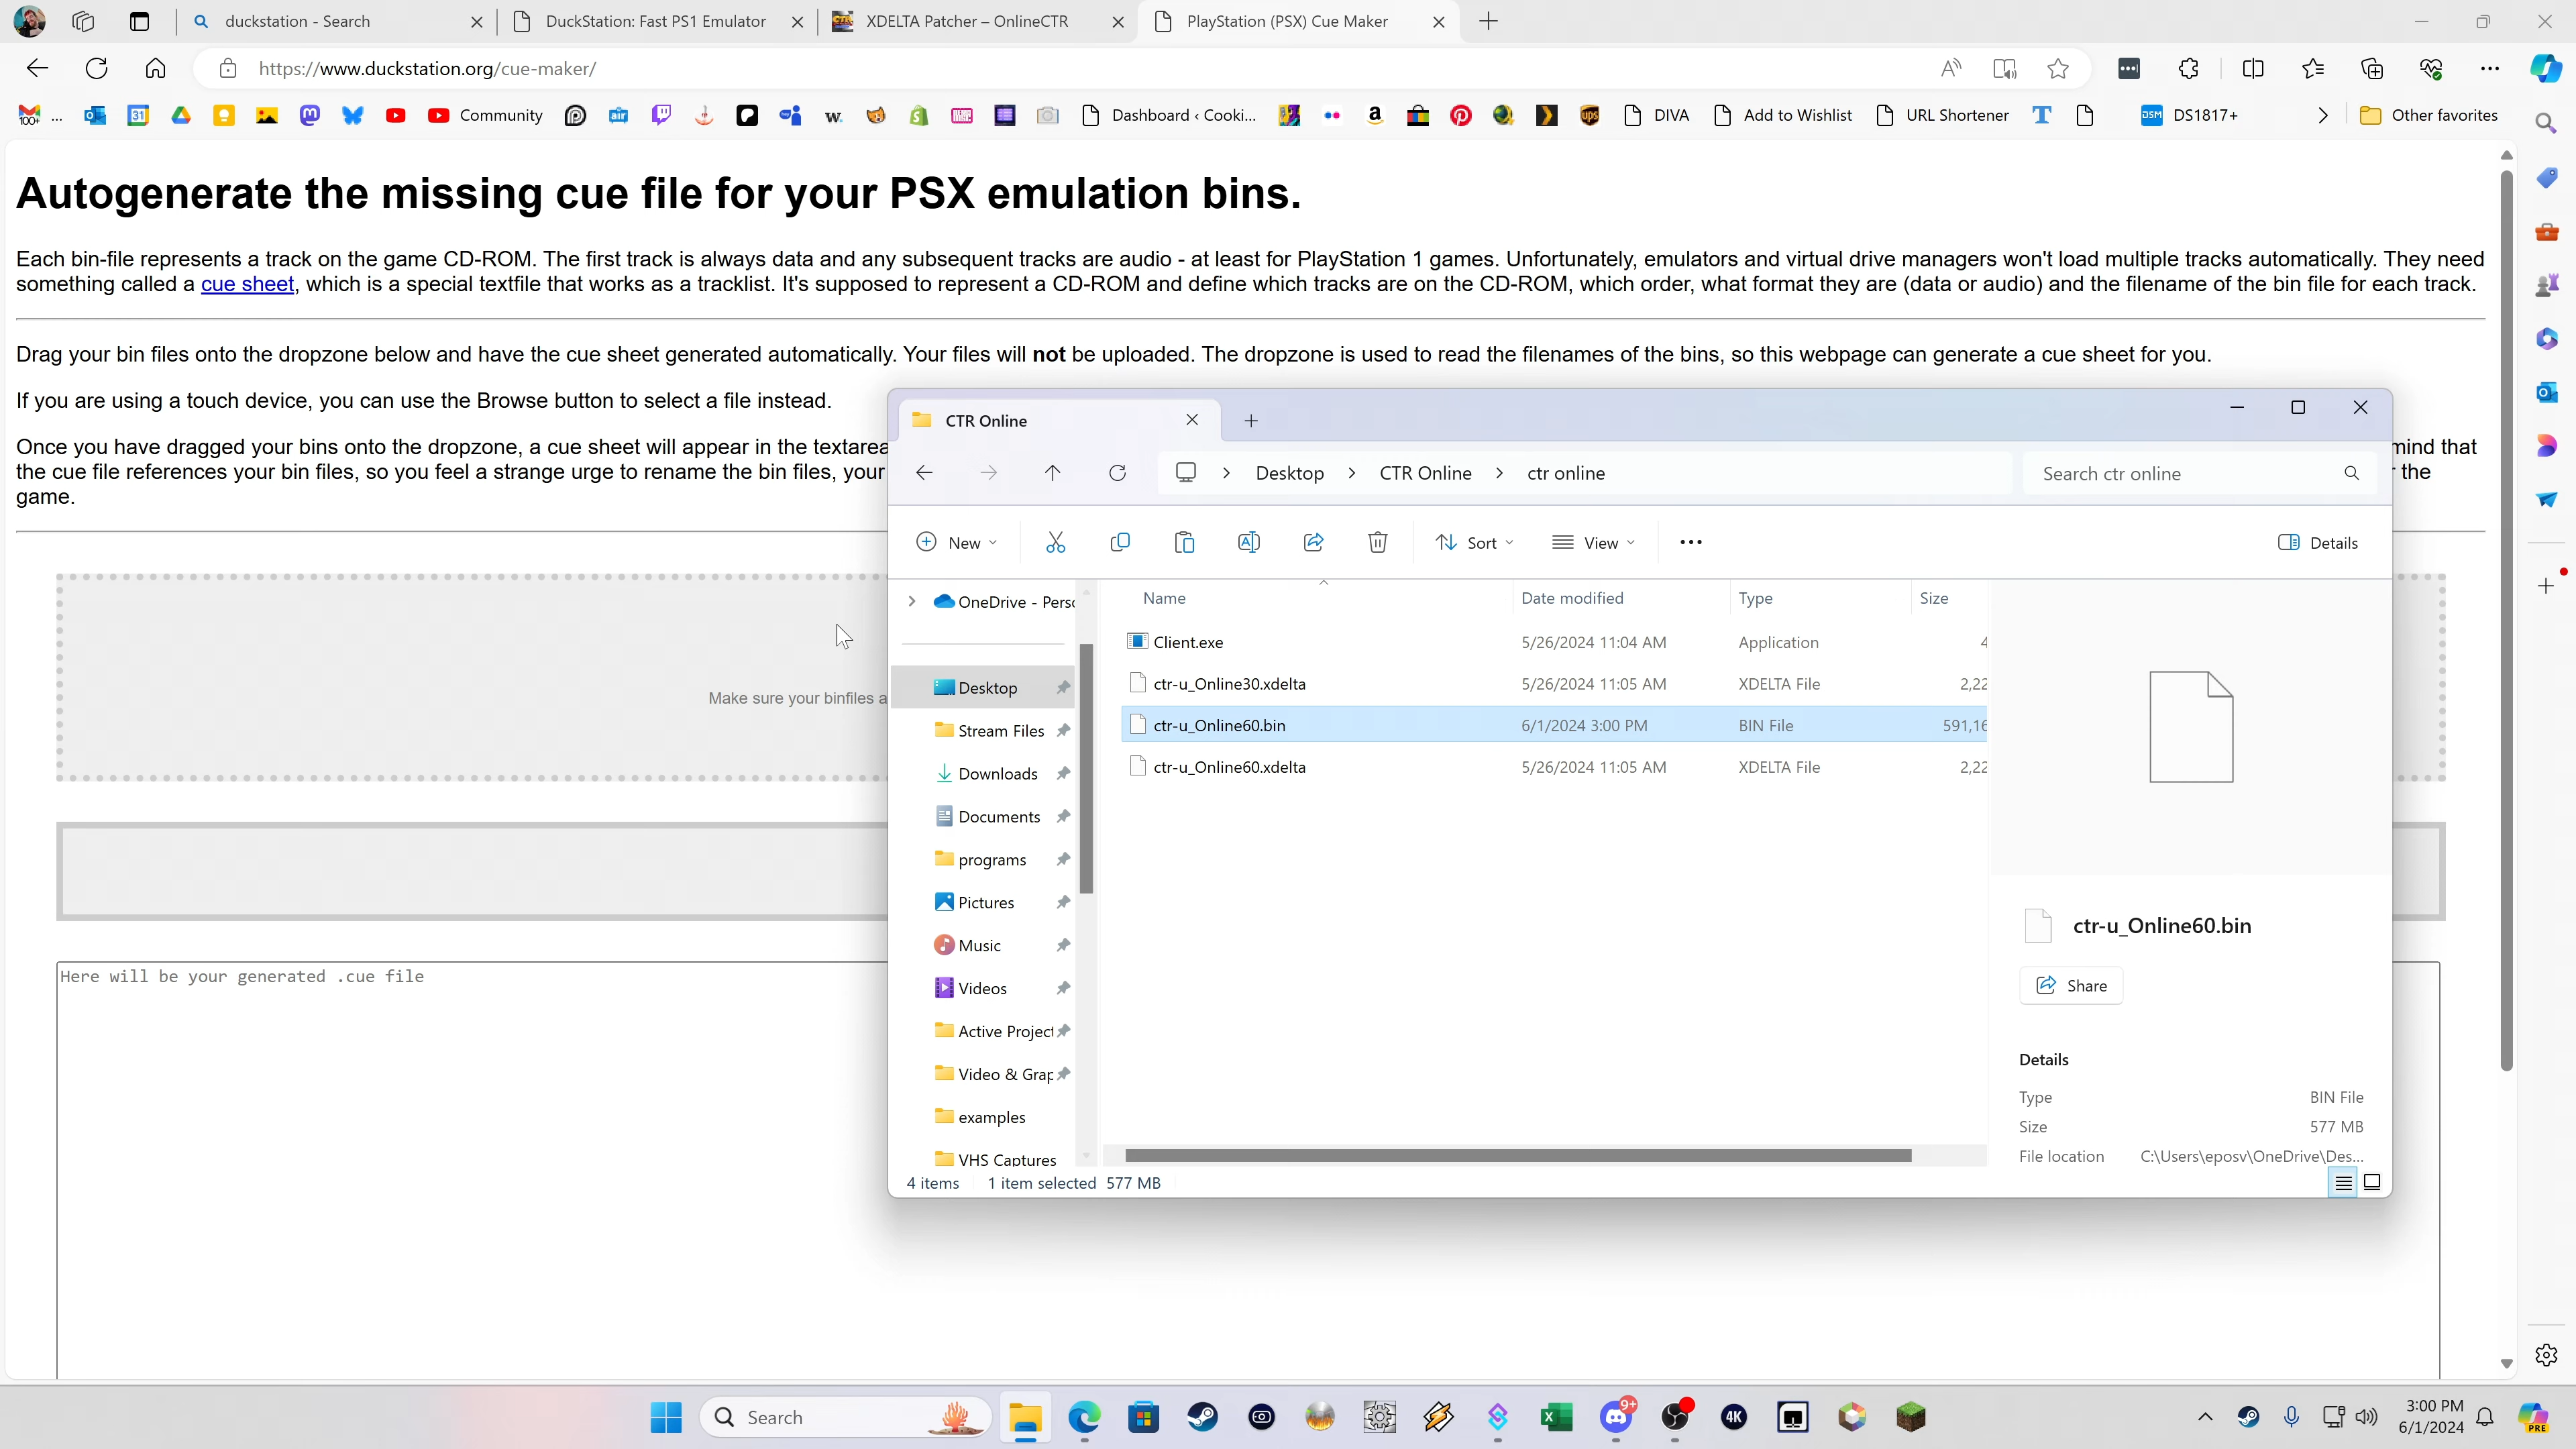 duckstation - Search
DuckStation: Fast PS1 Emulator
XDELTA Patcher – OnlineCTR
PlayStation (PSX) Cue Maker
https://www.duckstation.org/cue-maker/
100+
...
31
Community
air
w.
Dashboard ‹ Cooki...
a
ups
DIVA
Add to Wishlist
URL Shortener
T
DSM
DS1817+
Other favorites
Autogenerate the missing cue file for your PSX emulation bins.
Each bin-file represents a track on the game CD-ROM. The first track is always data and any subsequent tracks are audio - at least for PlayStation 1 games. Unfortunately, emulators and virtual drive managers won't load multiple tracks automatically. They need
something called a cue sheet, which is a special textfile that works as a tracklist. It's supposed to represent a CD-ROM and define which tracks are on the CD-ROM, which order, what format they are (data or audio) and the filename of the bin file for each track.
Drag your bin files onto the dropzone below and have the cue sheet generated automatically. Your files will not be uploaded. The dropzone is used to read the filenames of the bins, so this webpage can generate a cue sheet for you.
If you are using a touch device, you can use the Browse button to select a file instead.
Once you have dragged your bins onto the dropzone, a cue sheet will appear in the textarea
mind that
the cue file references your bin files, so you feel a strange urge to rename the bin files, your
the
game.
Make sure your binfiles a
Here will be your generated .cue file
CTR Online
Desktop > CTR Online > ctr online
Search ctr online
New
Sort
View
Details
OneDrive - Pers
Desktop
Stream Files
Downloads
Documents
programs
Pictures
Music
Videos
Active Project
Video & Grap
examples
VHS Captures
Name Date modified Type Size
Client.exe 5/26/2024 11:04 AM Application 4
ctr-u_Online30.xdelta 5/26/2024 11:05 AM XDELTA File 2,22
ctr-u_Online60.bin 6/1/2024 3:00 PM BIN File 591,16
ctr-u_Online60.xdelta 5/26/2024 11:05 AM XDELTA File 2,22
ctr-u_Online60.bin
Share
Details
Type BIN File
Size 577 MB
File location C:\Users\eposv\OneDrive\Des...
4 items 1 item selected 577 MB
Search
9+
4K
3:00 PM
6/1/2024
PRE